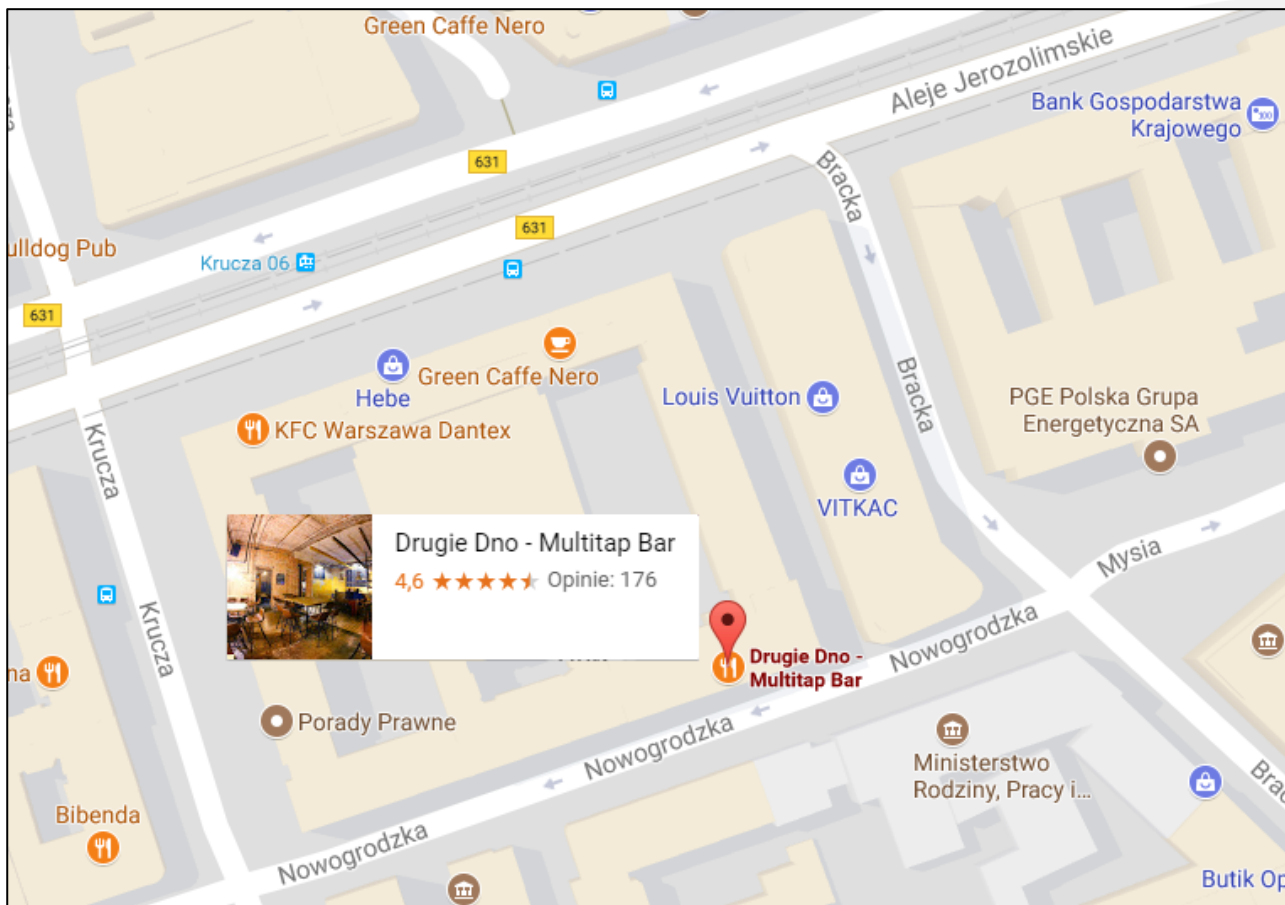 Green Caffe Nero
Aleje Jerozolimskie
Bank Gospodarstwa
Krajowego
100
631
Bracka
631
ulldog Pub
Krucza 06
631
Green Caffe Nero
Hebe
Louis Vuitton
Bracka
PGE Polska Grupa
Energetyczna SA
KFC Warszawa Dantex
Krucza
VITKAC
Drugie Dno - Multitap Bar
4,6 ★★★★★ Opinie: 176
Mysia
Krucza
Nowogrodzka
Drugie Dno -
Multitap Bar
na
Porady Prawne
Nowogrodzka
Ministerstwo
Rodziny, Pracy i...
Brac
Bibenda
Nowogrodzka
Butik Op